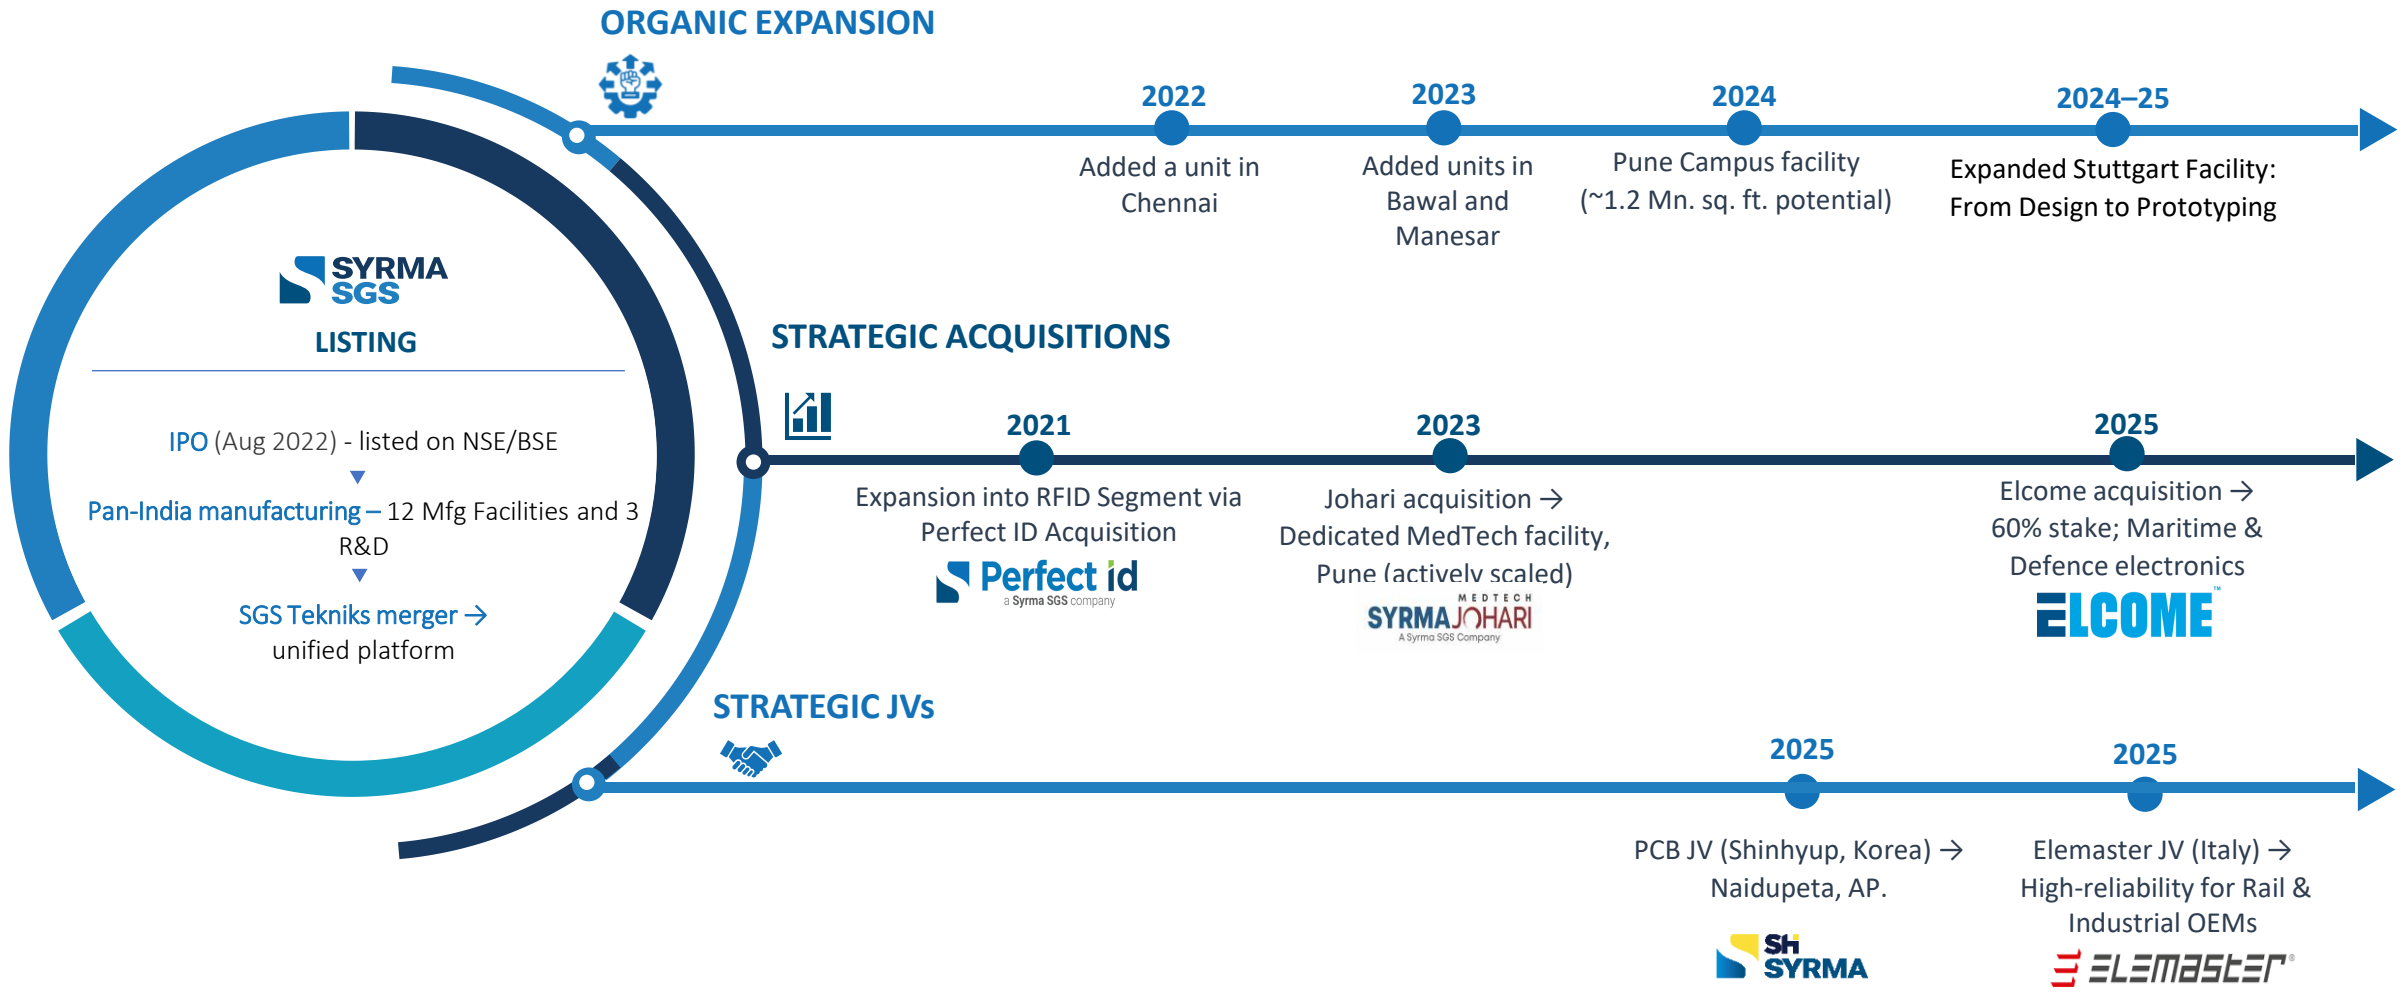 ORGANIC EXPANSION
2022
2023
2024
2024–25
Added a unit in
Chennai
Added units in
Bawal and
Manesar
Pune Campus facility
(~1.2 Mn. sq. ft. potential)
Expanded Stuttgart Facility:
From Design to Prototyping
SYRMA
SGS
LISTING
IPO (Aug 2022) - listed on NSE/BSE
Pan-India manufacturing – 12 Mfg Facilities and 3
R&D
SGS Tekniks merger →
unified platform
STRATEGIC ACQUISITIONS
2021
2023
2025
Expansion into RFID Segment via
Perfect ID Acquisition
Perfect id
a Syrma SGS company
Johari acquisition →
Dedicated MedTech facility,
Pune (actively scaled)
MEDTECH
SYRMAJOHARI
A Syrma SGS Company
Elcome acquisition →
60% stake; Maritime &
Defence electronics
ELCOME™
STRATEGIC JVs
2025
2025
PCB JV (Shinhyup, Korea) →
Naidupeta, AP.
SH
SYRMA
Elemaster JV (Italy) →
High-reliability for Rail &
Industrial OEMs
ELEMASTER®